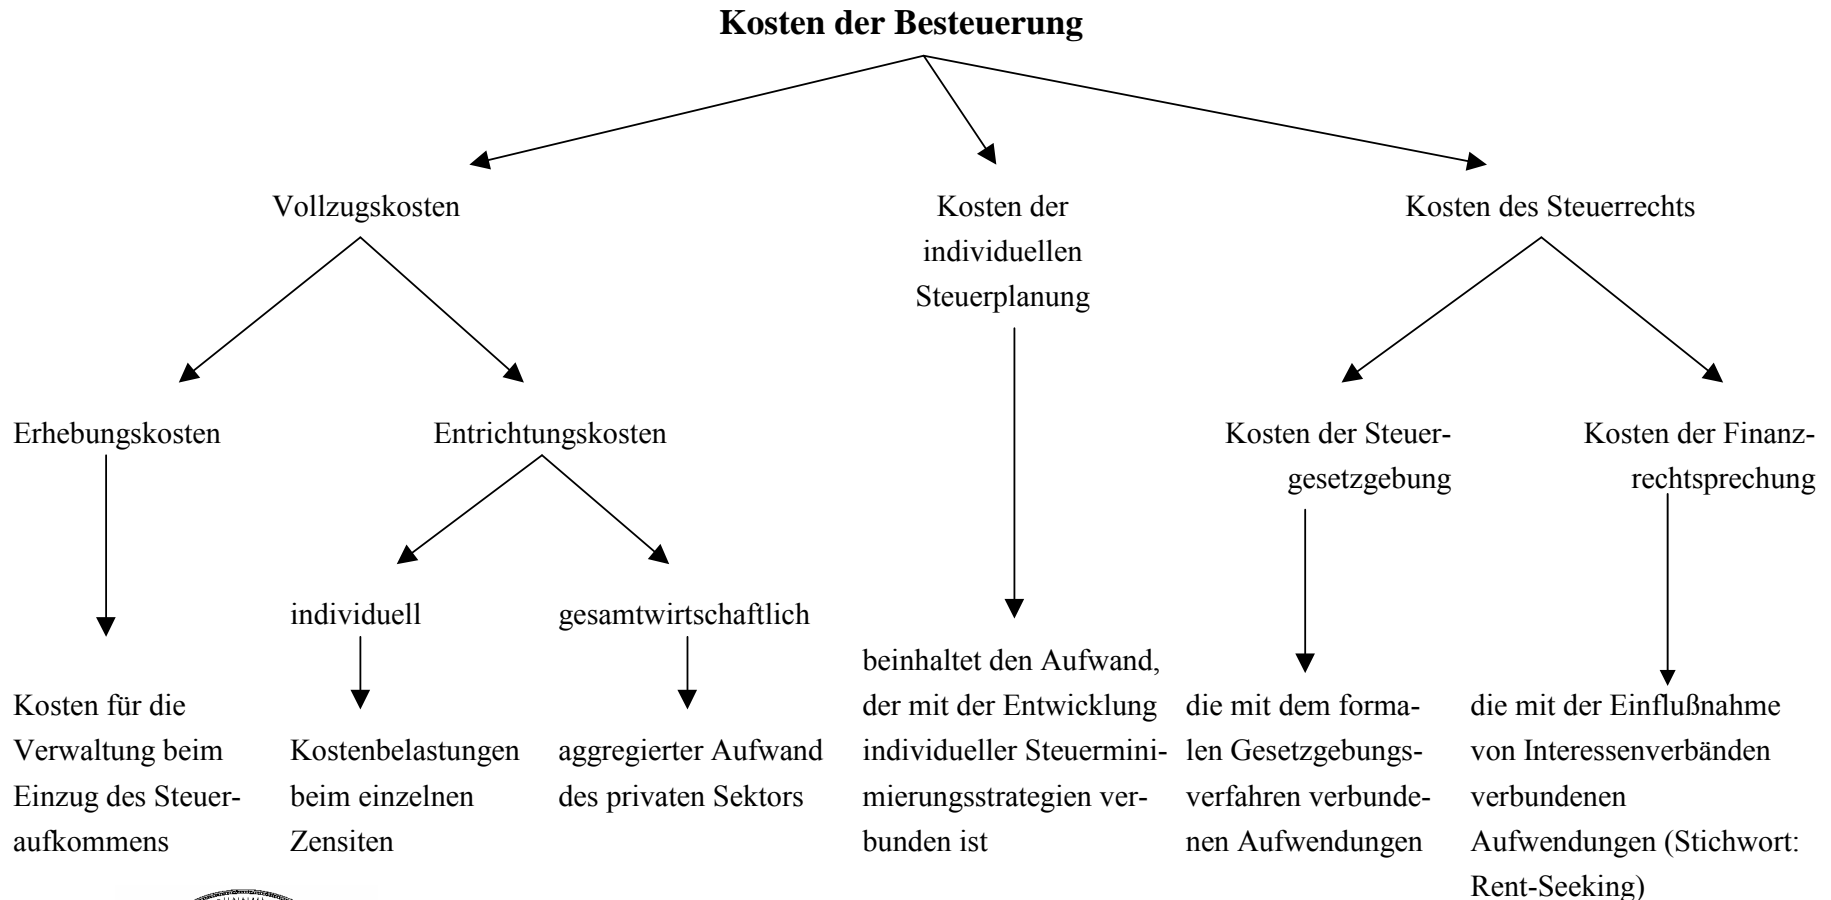 Kosten der Besteuerung
Vollzugskosten
Kosten der
individuellen
Steuerplanung
Kosten des Steuerrechts
Erhebungskosten
Entrichtungskosten
Kosten der Steuer-
gesetzgebung
Kosten der Finanz-
rechtsprechung
individuell
gesamtwirtschaftlich
Kosten für die
Verwaltung beim
Einzug des Steuer-
aufkommens
Kostenbelastungen
beim einzelnen
Zensiten
aggregierter Aufwand
des privaten Sektors
beinhaltet den Aufwand,
der mit der Entwicklung
individueller Steuermini-
mierungsstrategien ver-
bunden ist
die mit dem forma-
len Gesetzgebungs-
verfahren verbunde-
nen Aufwendungen
die mit der Einflußnahme
von Interessenverbänden
verbundenen
Aufwendungen (Stichwort:
Rent-Seeking)